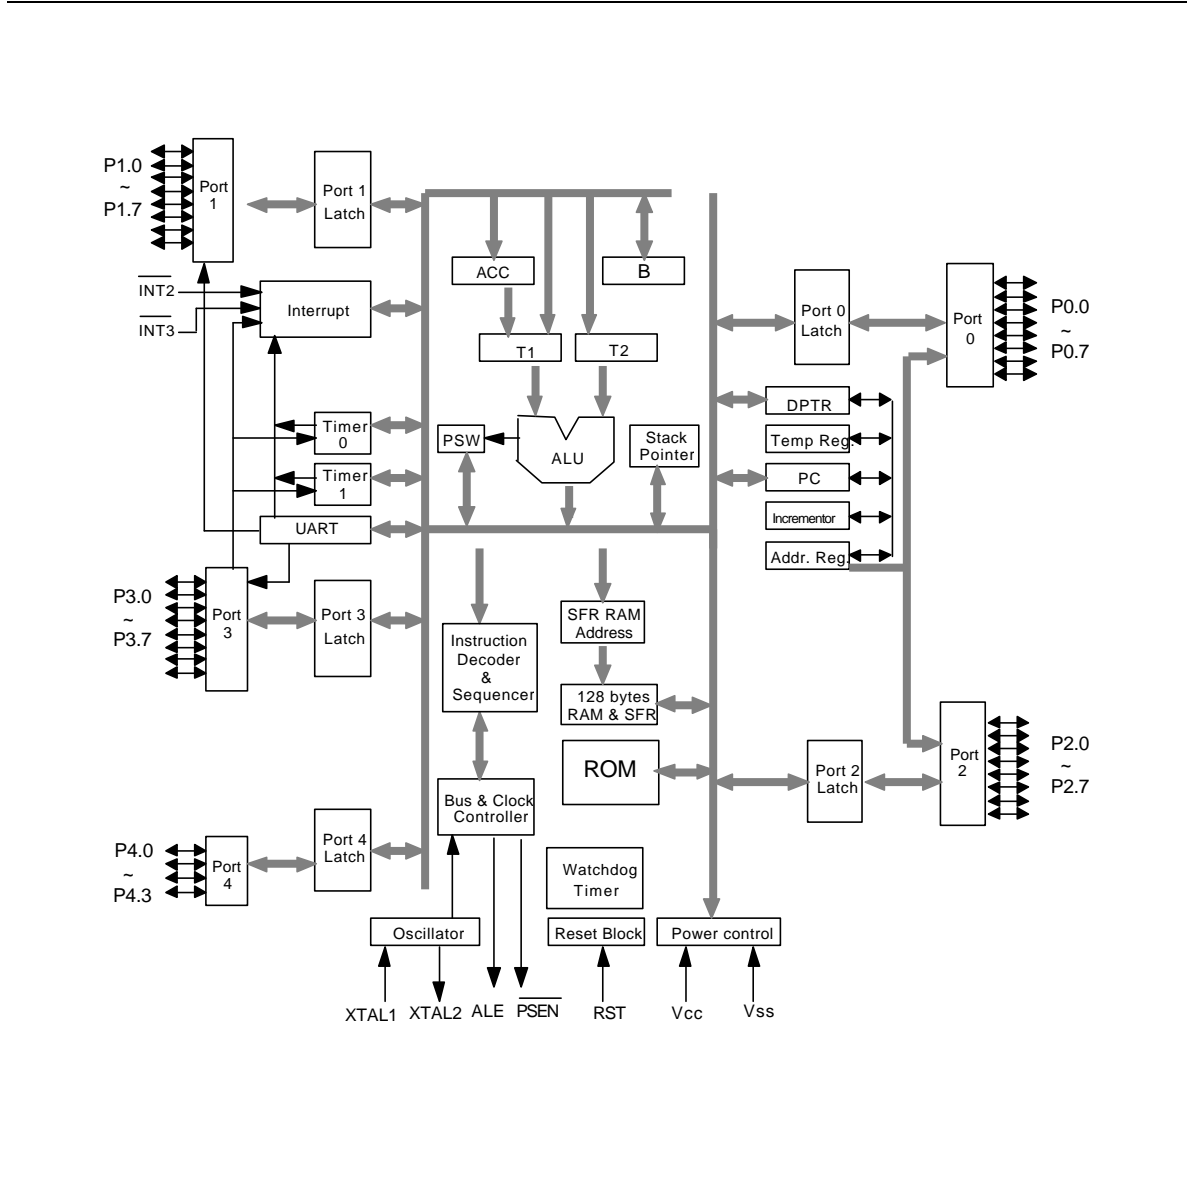 P1.0
~
P1.7
Port
1
Port 1
Latch
INT2
INT3
Interrupt
ACC
B
T1
T2
Port 0
Latch
Port
0
P0.0
~
P0.7
Timer
0
Timer
1
UART
PSW
ALU
Stack
Pointer
DPTR
Temp Reg.
PC
Incrementor
Addr. Reg.
P3.0
~
P3.7
Port
3
Port 3
Latch
Instruction
Decoder
&
Sequencer
SFR RAM
Address
128 bytes
RAM & SFR
ROM
Bus & Clock
Controller
Port 2
Latch
Port
2
P2.0
~
P2.7
P4.0
~
P4.3
Port
4
Port 4
Latch
Watchdog
Timer
Oscillator
Reset Block
Power control
XTAL1
XTAL2
ALE
PSEN
RST
Vcc
Vss